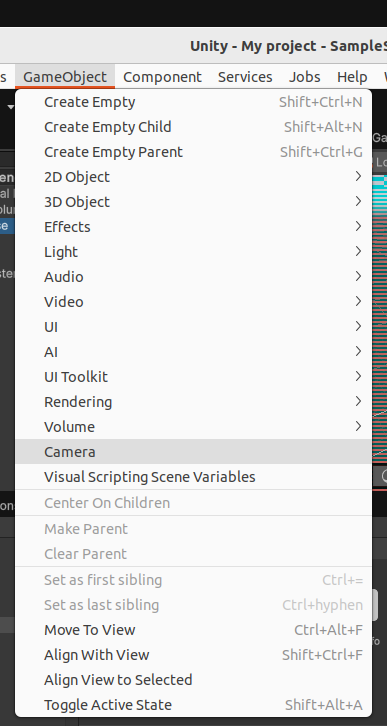 Unity - My project - SampleS
s GameObject Component Services Jobs Help
Create Empty Shift+Ctrl+N
Create Empty Child Shift+Alt+N
Create Empty Parent Shift+Ctrl+G
2D Object
3D Object
Effects
Light
Audio
Video
UI
AI
UI Toolkit
Rendering
Volume
Camera
Visual Scripting Scene Variables
Center On Children
Make Parent
Clear Parent
Set as first sibling Ctrl+=
Set as last sibling Ctrl+hyphen
Move To View Ctrl+Alt+F
Align With View Shift+Ctrl+F
Align View to Selected
Toggle Active State Shift+Alt+A